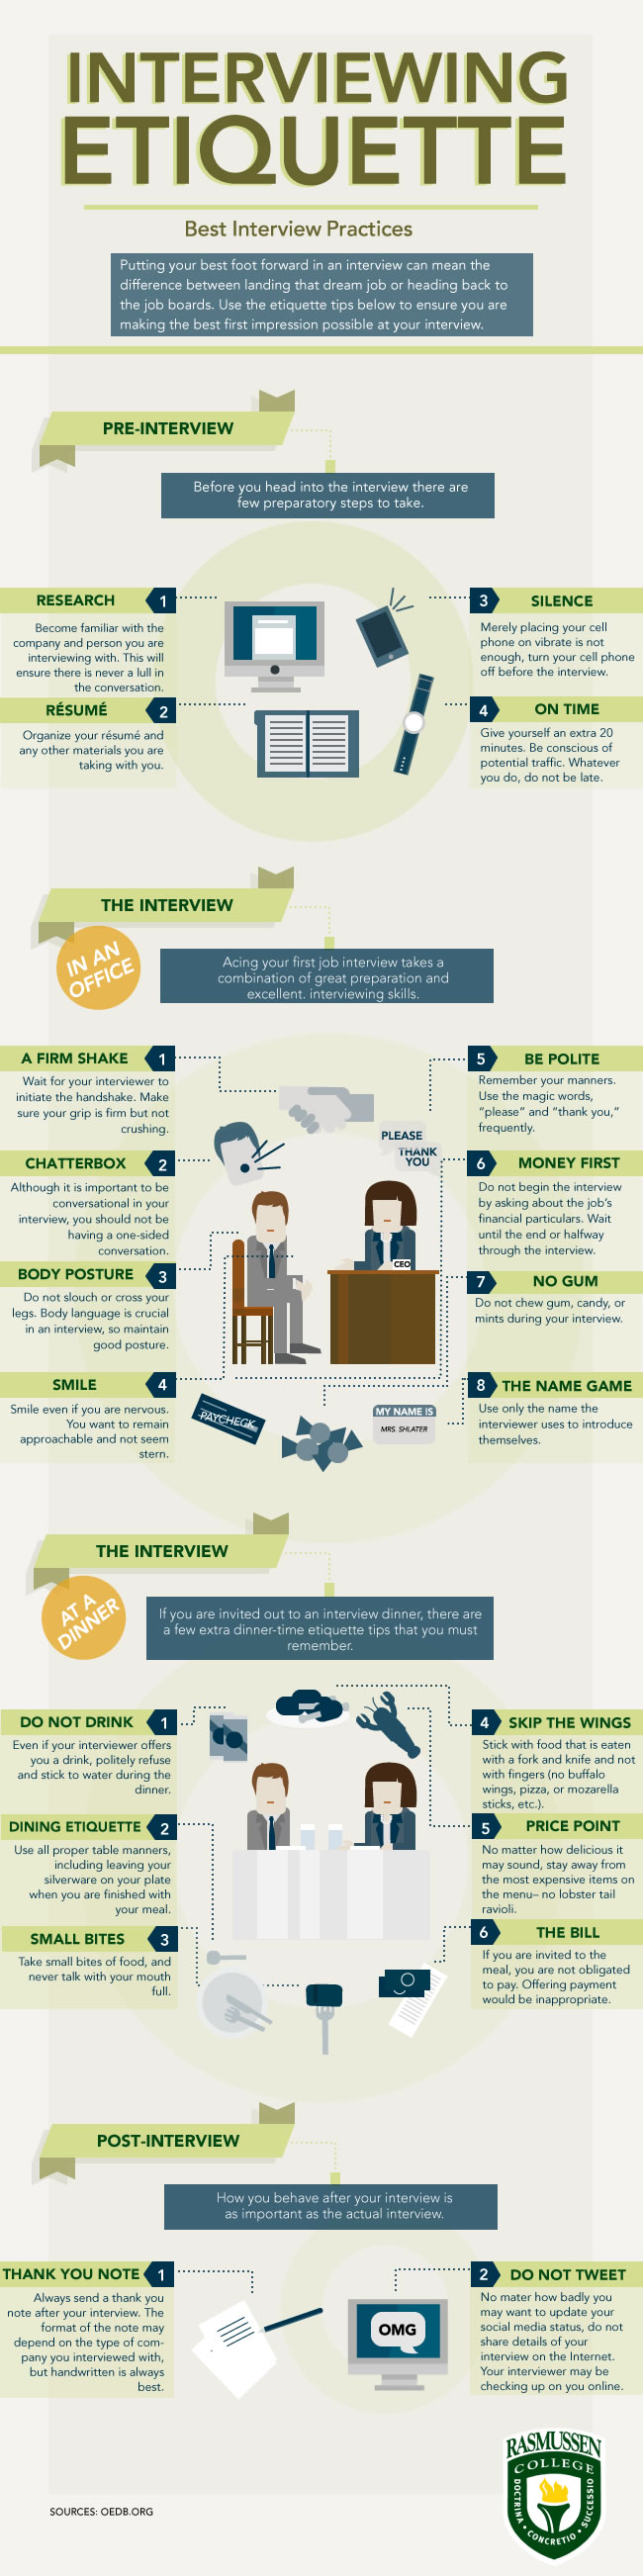 INTERVIEWING
ETIQUETTE
Best Interview Practices
Putting your best foot forward in an interview can mean the
difference between landing that dream job or heading back to
the job boards. Use the etiquette tips below to ensure you are
making the best first impression possible at your interview.
PRE-INTERVIEW
Before you head into the interview there are
few preparatory steps to take.
RESEARCH 1
Become familiar with the
company and person you are
interviewing with. This will
ensure there is never a lull in
the conversation.
RÉSUMÉ 2
Organize your résumé and
any other materials you are
taking with you.
3 SILENCE
Merely placing your cell
phone on vibrate is not
enough, turn your cell phone
off before the interview.
4 ON TIME
Give yourself an extra 20
minutes. Be conscious of
potential traffic. Whatever
you do, do not be late.
THE INTERVIEW
IN AN
OFFICE
Acing your first job interview takes a
combination of great preparation and
excellent. interviewing skills.
A FIRM SHAKE 1
Wait for your interviewer to
initiate the handshake. Make
sure your grip is firm but not
crushing.
CHATTERBOX 2
Although it is important to be
conversational in your
interview, you should not be
having a one-sided
conversation.
BODY POSTURE 3
Do not slouch or cross your
legs. Body language is crucial
in an interview, so maintain
good posture.
SMILE 4
Smile even if you are nervous.
You want to remain
approachable and not seem
stern.
PLEASE
THANK
YOU
CEO
PAYCHECK
MY NAME IS
MRS. SHLATER
5 BE POLITE
Remember your manners.
Use the magic words,
“please” and “thank you,”
frequently.
6 MONEY FIRST
Do not begin the interview
by asking about the job’s
financial particulars. Wait
until the end or halfway
through the interview.
7 NO GUM
Do not chew gum, candy, or
mints during your interview.
8 THE NAME GAME
Use only the name the
interviewer uses to introduce
themselves.
THE INTERVIEW
AT A
DINNER
If you are invited out to an interview dinner, there are
a few extra dinner-time etiquette tips that you must
remember.
DO NOT DRINK 1
Even if your interviewer offers
you a drink, politely refuse
and stick to water during the
dinner.
DINING ETIQUETTE 2
Use all proper table manners,
including leaving your
silverware on your plate
when you are finished with
your meal.
SMALL BITES 3
Take small bites of food, and
never talk with your mouth
full.
4 SKIP THE WINGS
Stick with food that is eaten
with a fork and knife and not
with fingers (no buffalo
wings, pizza, or mozarella
sticks, etc.).
5 PRICE POINT
No matter how delicious it
may sound, stay away from
the most expensive items on
the menu– no lobster tail
ravioli.
6 THE BILL
If you are invited to the
meal, you are not obligated
to pay. Offering payment
would be inappropriate.
POST-INTERVIEW
How you behave after your interview is
as important as the actual interview.
THANK YOU NOTE 1
Always send a thank you
note after your interview. The
format of the note may
depend on the type of com-
pany you interviewed with,
but handwritten is always
best.
OMG
2 DO NOT TWEET
No mater how badly you
may want to update your
social media status, do not
share details of your
interview on the Internet.
Your interviewer may be
checking up on you online.
RASMUSSEN
COLLEGE
DOCTRINA • CONCRETIO • SUCCESSIO
SOURCES: OEDB.ORG